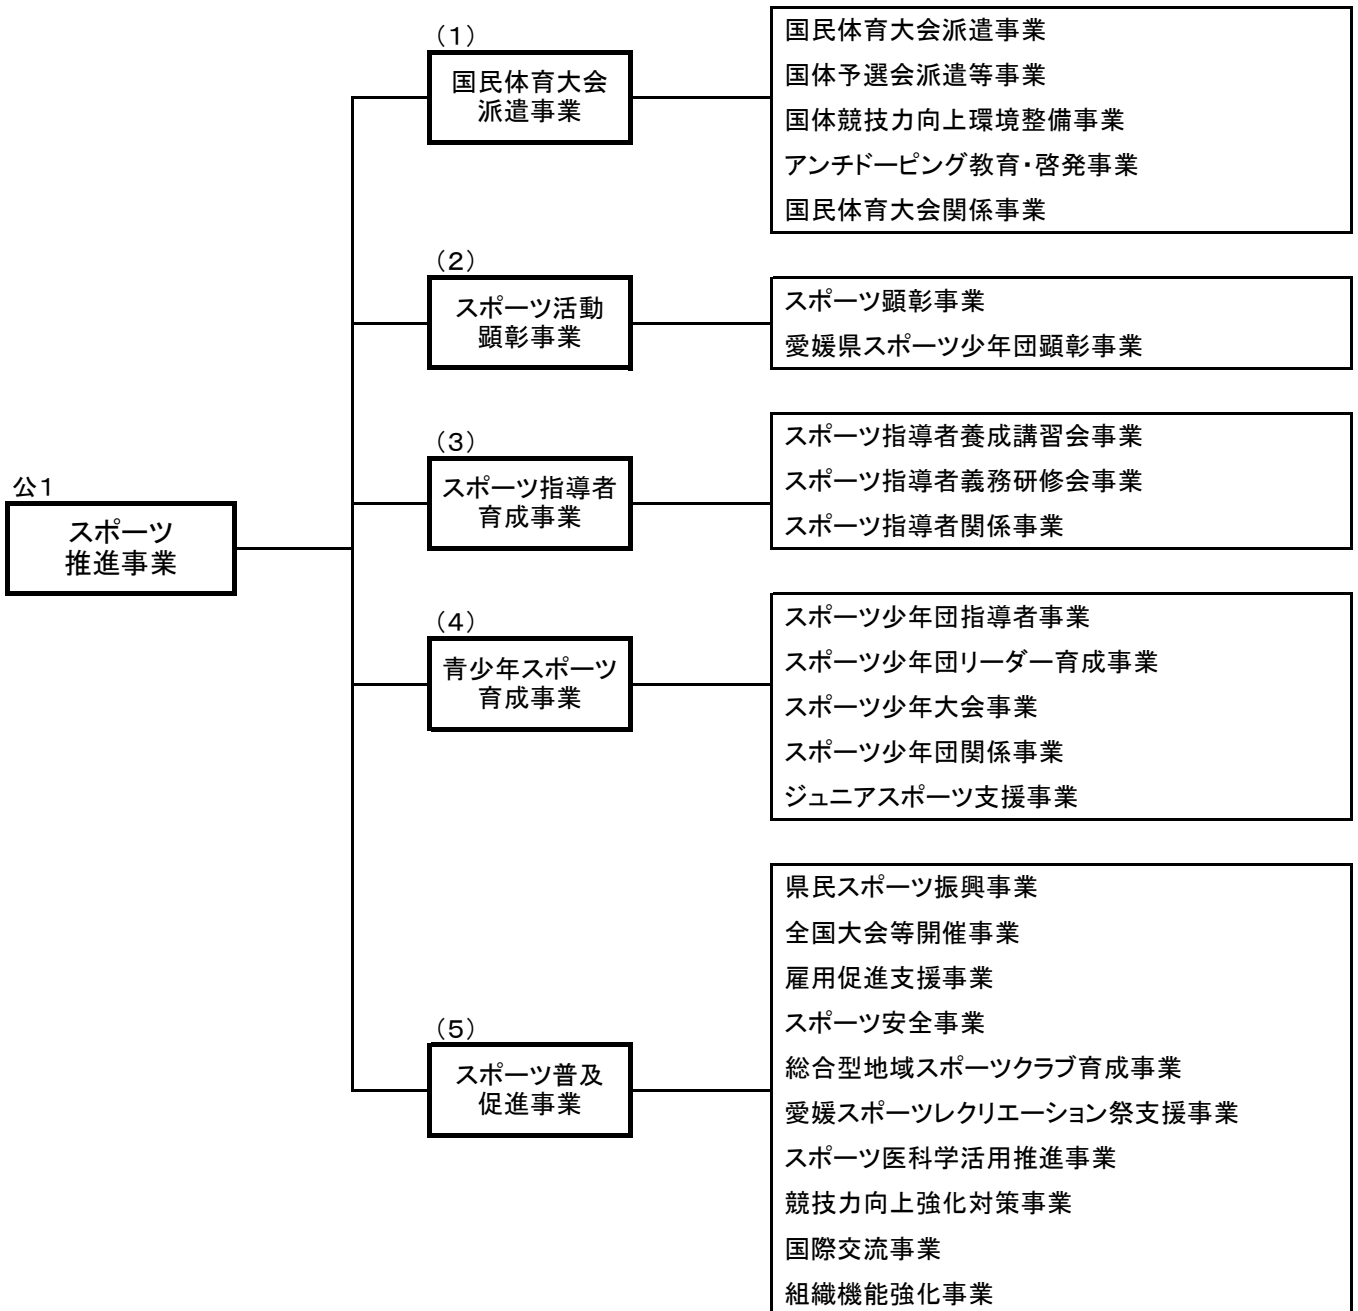 公１
スポーツ
推進事業
（１）
国民体育大会
派遣事業
国民体育大会派遣事業
国体予選会派遣等事業
国体競技力向上環境整備事業
アンチドーピング教育・啓発事業
国民体育大会関係事業
（２）
スポーツ活動
顕彰事業
スポーツ顕彰事業
愛媛県スポーツ少年団顕彰事業
（３）
スポーツ指導者
育成事業
スポーツ指導者養成講習会事業
スポーツ指導者義務研修会事業
スポーツ指導者関係事業
（４）
青少年スポーツ
育成事業
スポーツ少年団指導者事業
スポーツ少年団リーダー育成事業
スポーツ少年大会事業
スポーツ少年団関係事業
ジュニアスポーツ支援事業
（５）
スポーツ普及
促進事業
県民スポーツ振興事業
全国大会等開催事業
雇用促進支援事業
スポーツ安全事業
総合型地域スポーツクラブ育成事業
愛媛スポーツレクリエーション祭支援事業
スポーツ医科学活用推進事業
競技力向上強化対策事業
国際交流事業
組織機能強化事業